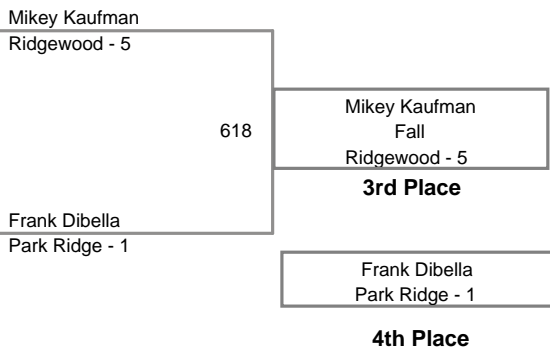 Mikey Kaufman
Ridgewood - 5
618
Mikey Kaufman
Fall
Ridgewood - 5
3rd Place
Frank Dibella
Park Ridge - 1
Frank Dibella
Park Ridge - 1
4th Place